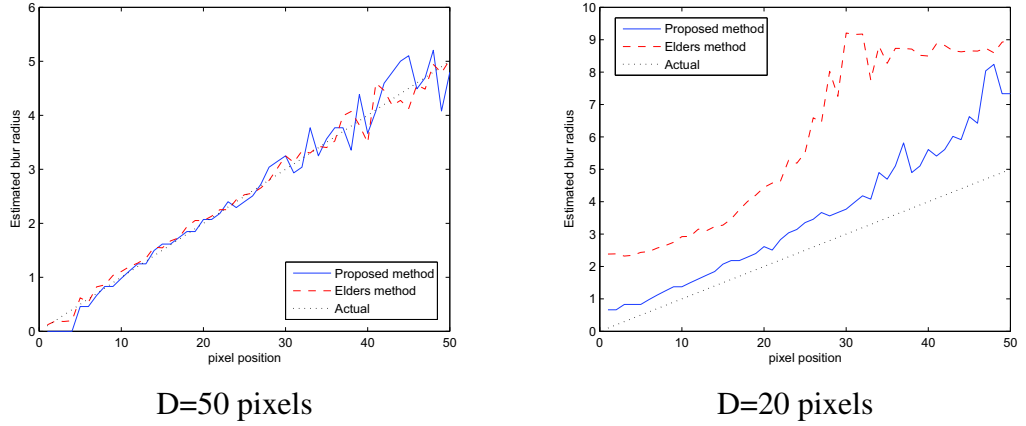 6
5
4
3
2
1
0
0 10 20 30 40 50
Estimated blur radius
pixel position
Proposed method
Elders method
Actual
D=50 pixels
10
9
8
7
6
5
4
3
2
1
0
0 10 20 30 40 50
Estimated blur radius
pixel position
Proposed method
Elders method
Actual
D=20 pixels